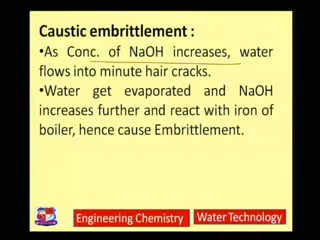 Caustic embrittlement :
•As Conc. of NaOH increases, water
flows into minute hair cracks.
•Water get evaporated and NaOH
increases further and react with iron of
boiler, hence cause Embrittlement.
Engineering Chemistry
Water Technology